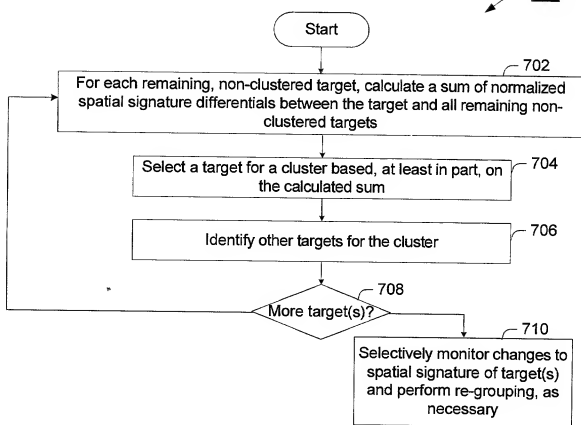 Start
702
For each remaining, non-clustered target, calculate a sum of normalized
spatial signature differentials between the target and all remaining non-
clustered targets
704
Select a target for a cluster based, at least in part, on
the calculated sum
706
Identify other targets for the cluster
708
More target(s)?
710
Selectively monitor changes to
spatial signature of target(s)
and perform re-grouping, as
necessary